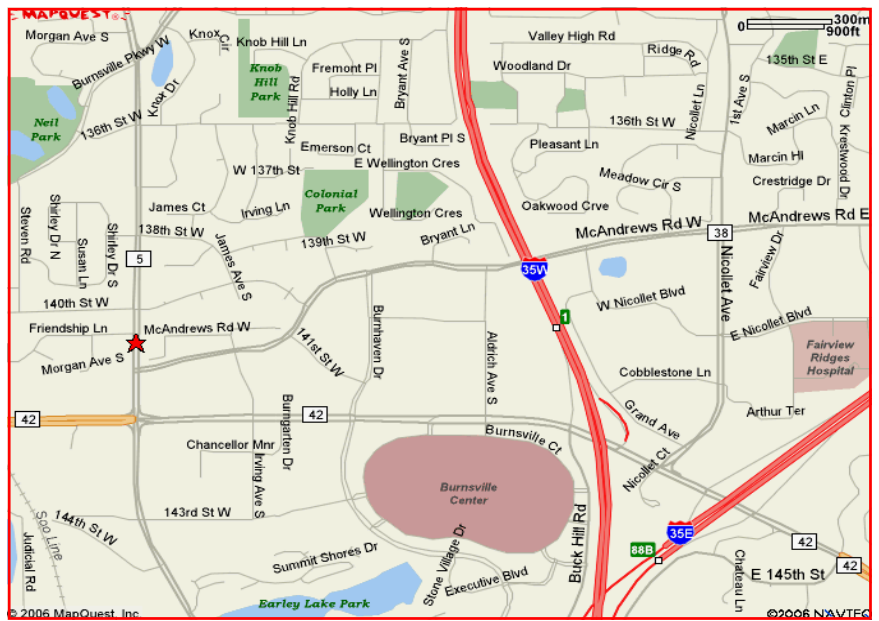 MAPQUEST®
0 300m
900ft
Morgan Ave S
Burnsville Pkwy W
Knox Cir
Knob Hill Ln
Bryant Ave S
Valley High Rd
Ridge Rd
135th St E
Fremont Pl
Woodland Dr
Knob
Hill
Park
Holly Ln
Knox Dr
Knob Hill Rd
Nicollet Ln
1st Ave S
Clinton Pl
Neil
Park
136th St W
136th St W
Marcin Ln
Bryant Pl S
Emerson Ct
Pleasant Ln
Krestwood Dr
E Wellington Cres
Marcin Hl
W 137th St
Meadow Cir S
Crestridge Dr
Colonial
Park
James Ct
Irving Ln
Wellington Cres
Oakwood Crve
McAndrews Rd W
McAndrews Rd E
38
Steven Rd
Shirley Dr N
Susan Ln
Shirley Dr S
138th St W
139th St W
Bryant Ln
James Ave S
5
35W
Nicollet Ave
Fairview Dr
140th St W
W Nicollet Blvd
Friendship Ln
McAndrews Rd W
1
E Nicollet Blvd
Burnhaven Dr
Aldrich Ave S
141st St W
Morgan Ave S
Fairview
Ridges
Hospital
Cobblestone Ln
42
42
Burngarten Dr
Grand Ave
Arthur Ter
Chancellor Mnr
Burnsville Ct
Irving Ave S
Nicollet Ct
Burnsville
Center
143rd St W
144th St W
Soo Line
Judicial Rd
Buck Hill Rd
35E
88B
42
42
Summit Shores Dr
Stone Village Dr
Executive Blvd
Chateau Ln
E 145th St
Earley Lake Park
© 2006 MapQuest, Inc.
©2006 NAVTEQ